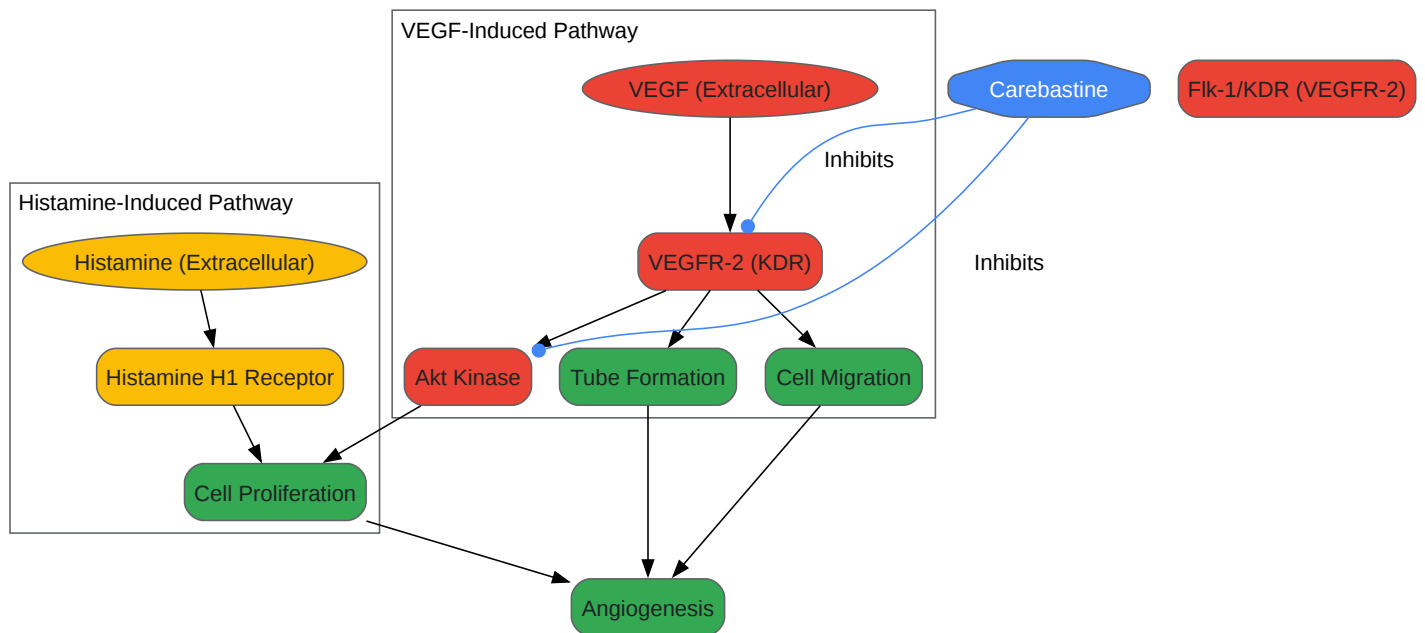 VEGF-Induced Pathway
VEGF (Extracellular)
Carebastine
Flk-1/KDR (VEGFR-2)
Inhibits
Histamine-Induced Pathway
Histamine (Extracellular)
VEGFR-2 (KDR)
Inhibits
Histamine H1 Receptor
Akt Kinase
Tube Formation
Cell Migration
Cell Proliferation
Angiogenesis